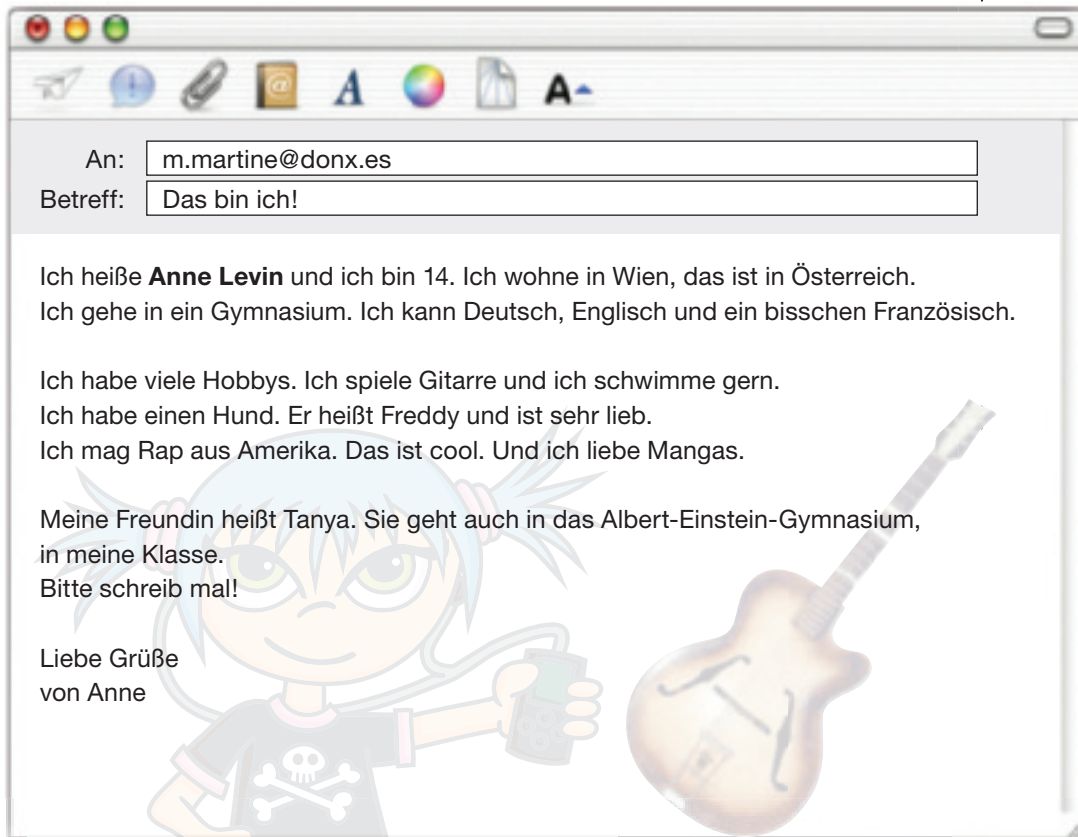 An: m.martine@donx.es
Betreff: Das bin ich!
Ich heiße Anne Levin und ich bin 14. Ich wohne in Wien, das ist in Österreich.
Ich gehe in ein Gymnasium. Ich kann Deutsch, Englisch und ein bisschen Französisch.
Ich habe viele Hobbys. Ich spiele Gitarre und ich schwimme gern.
Ich habe einen Hund. Er heißt Freddy und ist sehr lieb.
Ich mag Rap aus Amerika. Das ist cool. Und ich liebe Mangas.
Meine Freundin heißt Tanya. Sie geht auch in das Albert-Einstein-Gymnasium,
in meine Klasse.
Bitte schreib mal!
Liebe Grüße
von Anne